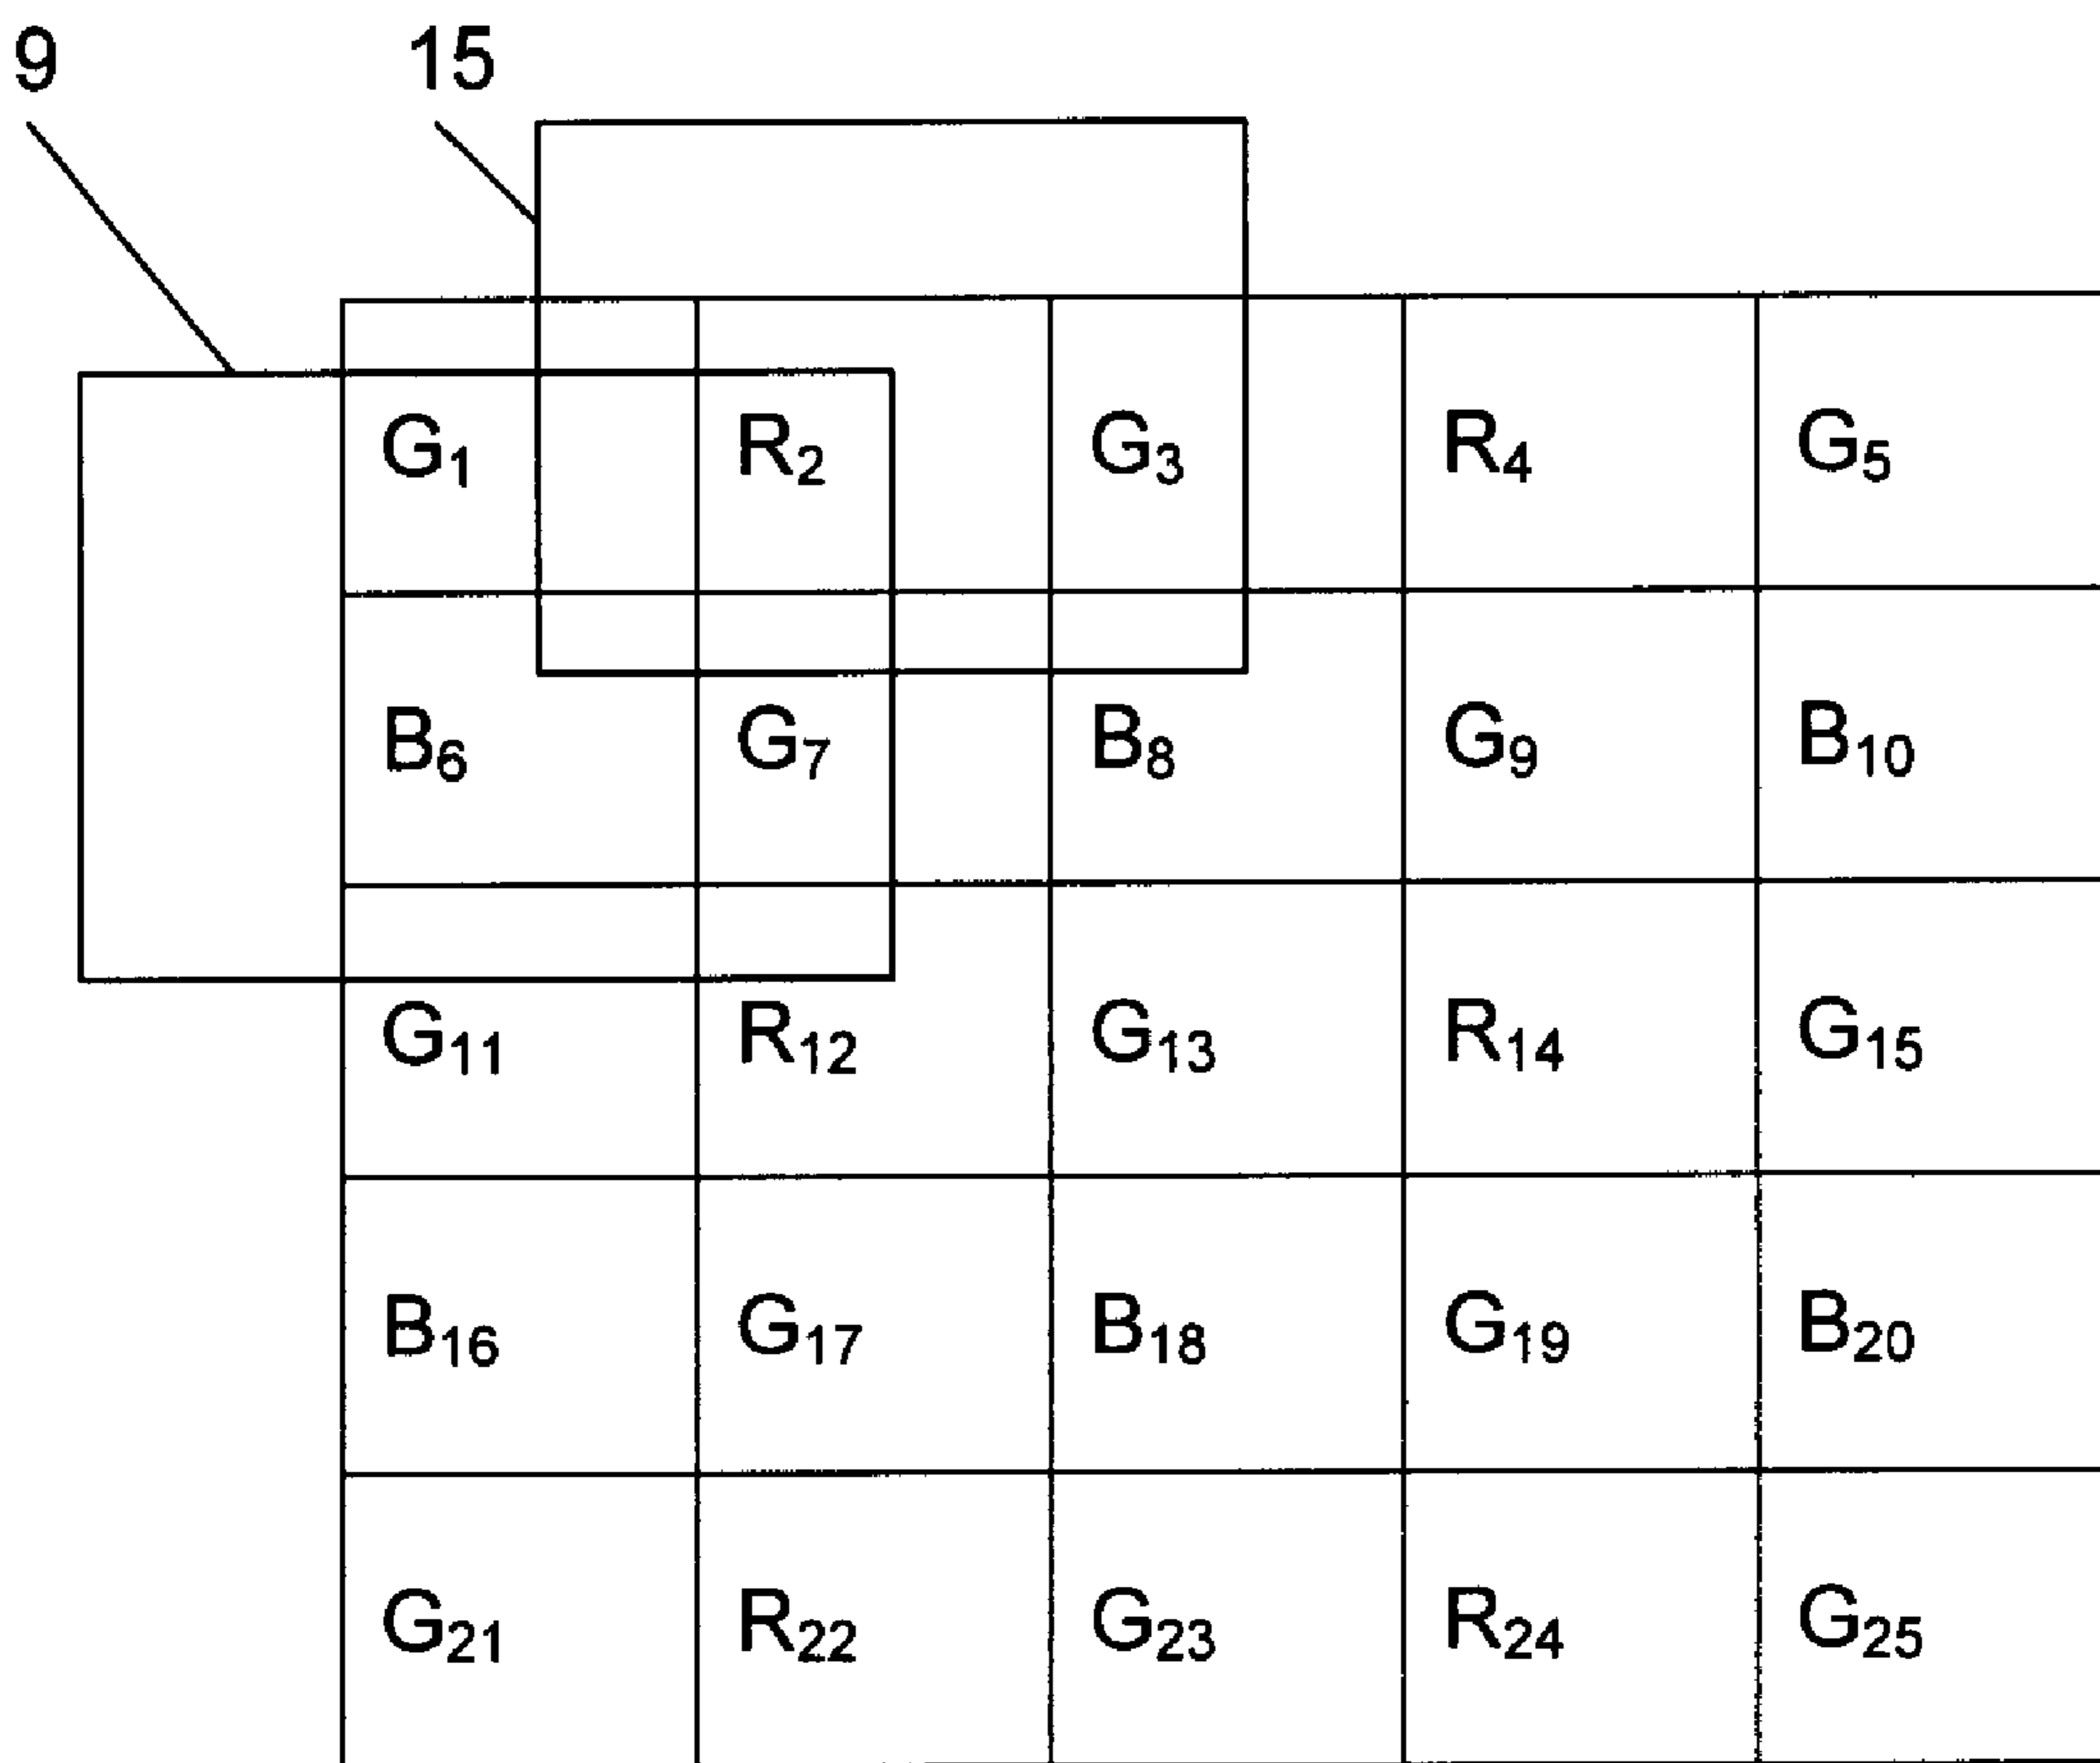 9 15
G₁ R₂ G₃ R₄ G₅
B₆ G₇ B₈ G₉ B₁₀
G₁₁ R₁₂ G₁₃ R₁₄ G₁₅
B₁₆ G₁₇ B₁₈ G₁₉ B₂₀
G₂₁ R₂₂ G₂₃ R₂₄ G₂₅